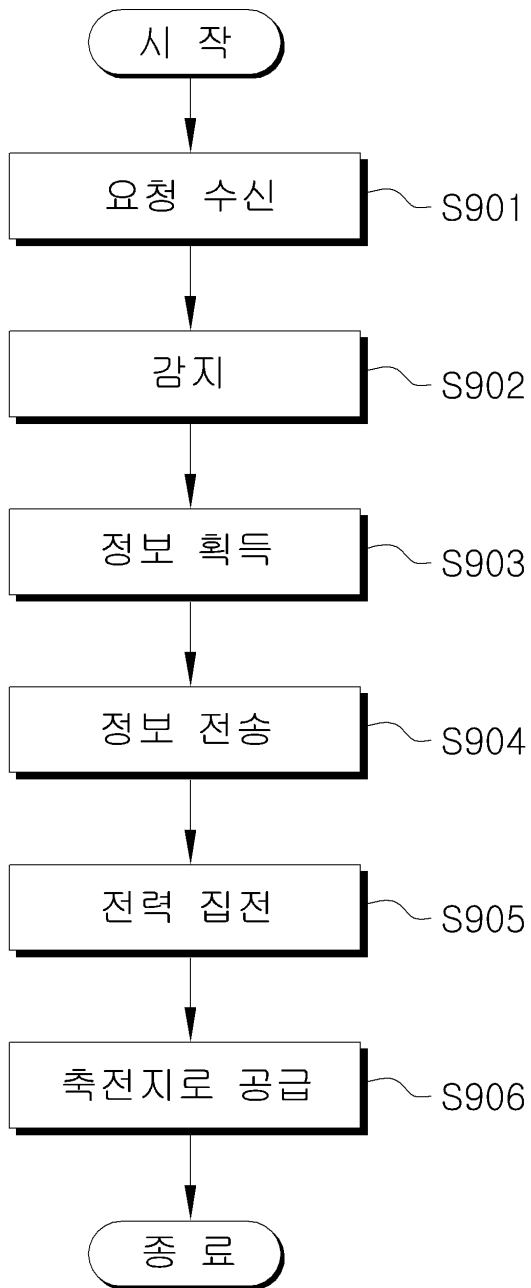 시 작
요청 수신
S901
감지
S902
정보 획득
S903
정보 전송
S904
전력 집전
S905
축전지로 공급
S906
종 료